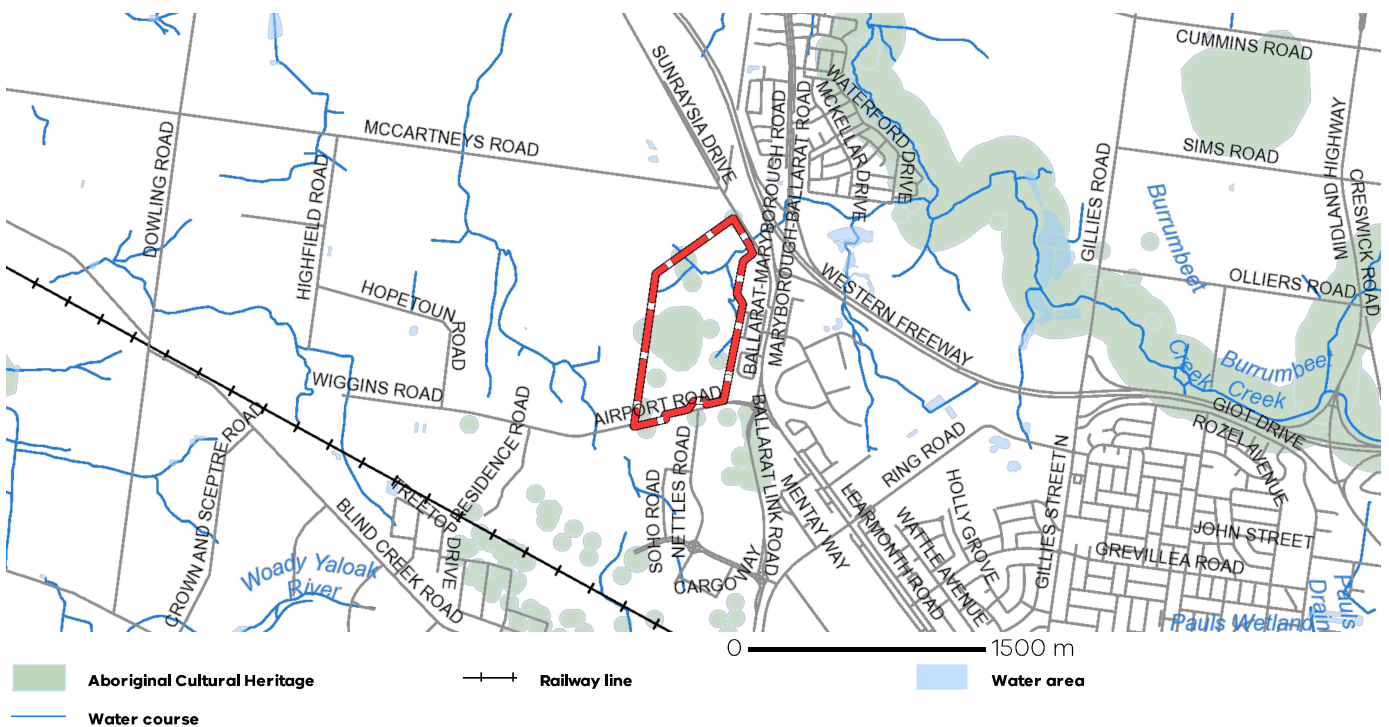 CUMMINS ROAD
SUNRAYSIA DRIVE
WATERFORD DRIVE
MCKELLAR DRIVE
MCCARTNEYS ROAD
DOWLING ROAD
HIGHFIELD ROAD
BALLARAT-MARYBOROUGH ROAD
MARYBOROUGH-BALLARAT ROAD
GILLIES ROAD
SIMS ROAD
MIDLAND HIGHWAY
CRESWICK ROAD
Burrumbeet
Creek
OLLIERS ROAD
HOPETOUN ROAD
WESTERN FREEWAY
Burrumbeet
Creek
WIGGINS ROAD
AIRPORT ROAD
GIOT DRIVE
ROZEL AVENUE
CROWN AND SCEPTRE ROAD
RESIDENCE ROAD
TREETOP DRIVE
BLIND CREEK ROAD
SOHO ROAD
NETTLES ROAD
BALLARAT LINK ROAD
MENTAY WAY
RING ROAD
LEARMONTH ROAD
WATTLE AVENUE
HOLLY GROVE
GILLIES STREET N
JOHN STREET
GREVILLEA ROAD
Woady Yaloak
River
CARGO WAY
Pauls Wetland
Pauls
Drain
0 1500 m
Aboriginal Cultural Heritage
Railway line
Water area
Water course